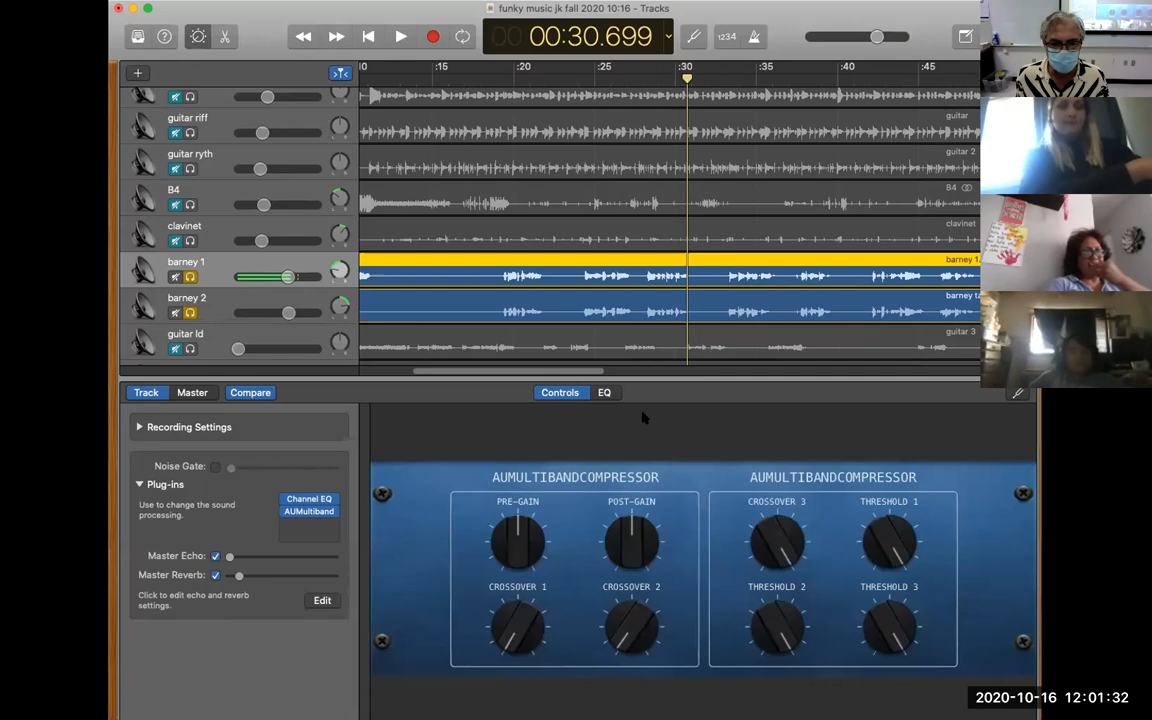 funky music jk fall 2020 10:16 - Tracks
00:30.699
1234
:15 :20 :25 :30 :35 :40 :45
guitar riff
guitar
guitar ryth
guitar 2
B4
B4
clavinet
clavinet
barney 1
barney 1
barney 2
guitar ld
guitar 3
Track Master Compare
Controls EQ
Recording Settings
Noise Gate:
Plug-ins
Use to change the sound
processing.
Channel EQ
AUMultiband
Master Echo:
Master Reverb:
Click to edit echo and reverb
settings.
Edit
AUMULTIBANDCOMPRESSOR AUMULTIBANDCOMPRESSOR
PRE-GAIN POST-GAIN CROSSOVER 3 THRESHOLD 1
CROSSOVER 1 CROSSOVER 2 THRESHOLD 2 THRESHOLD 3
2020-10-16 12:01:32